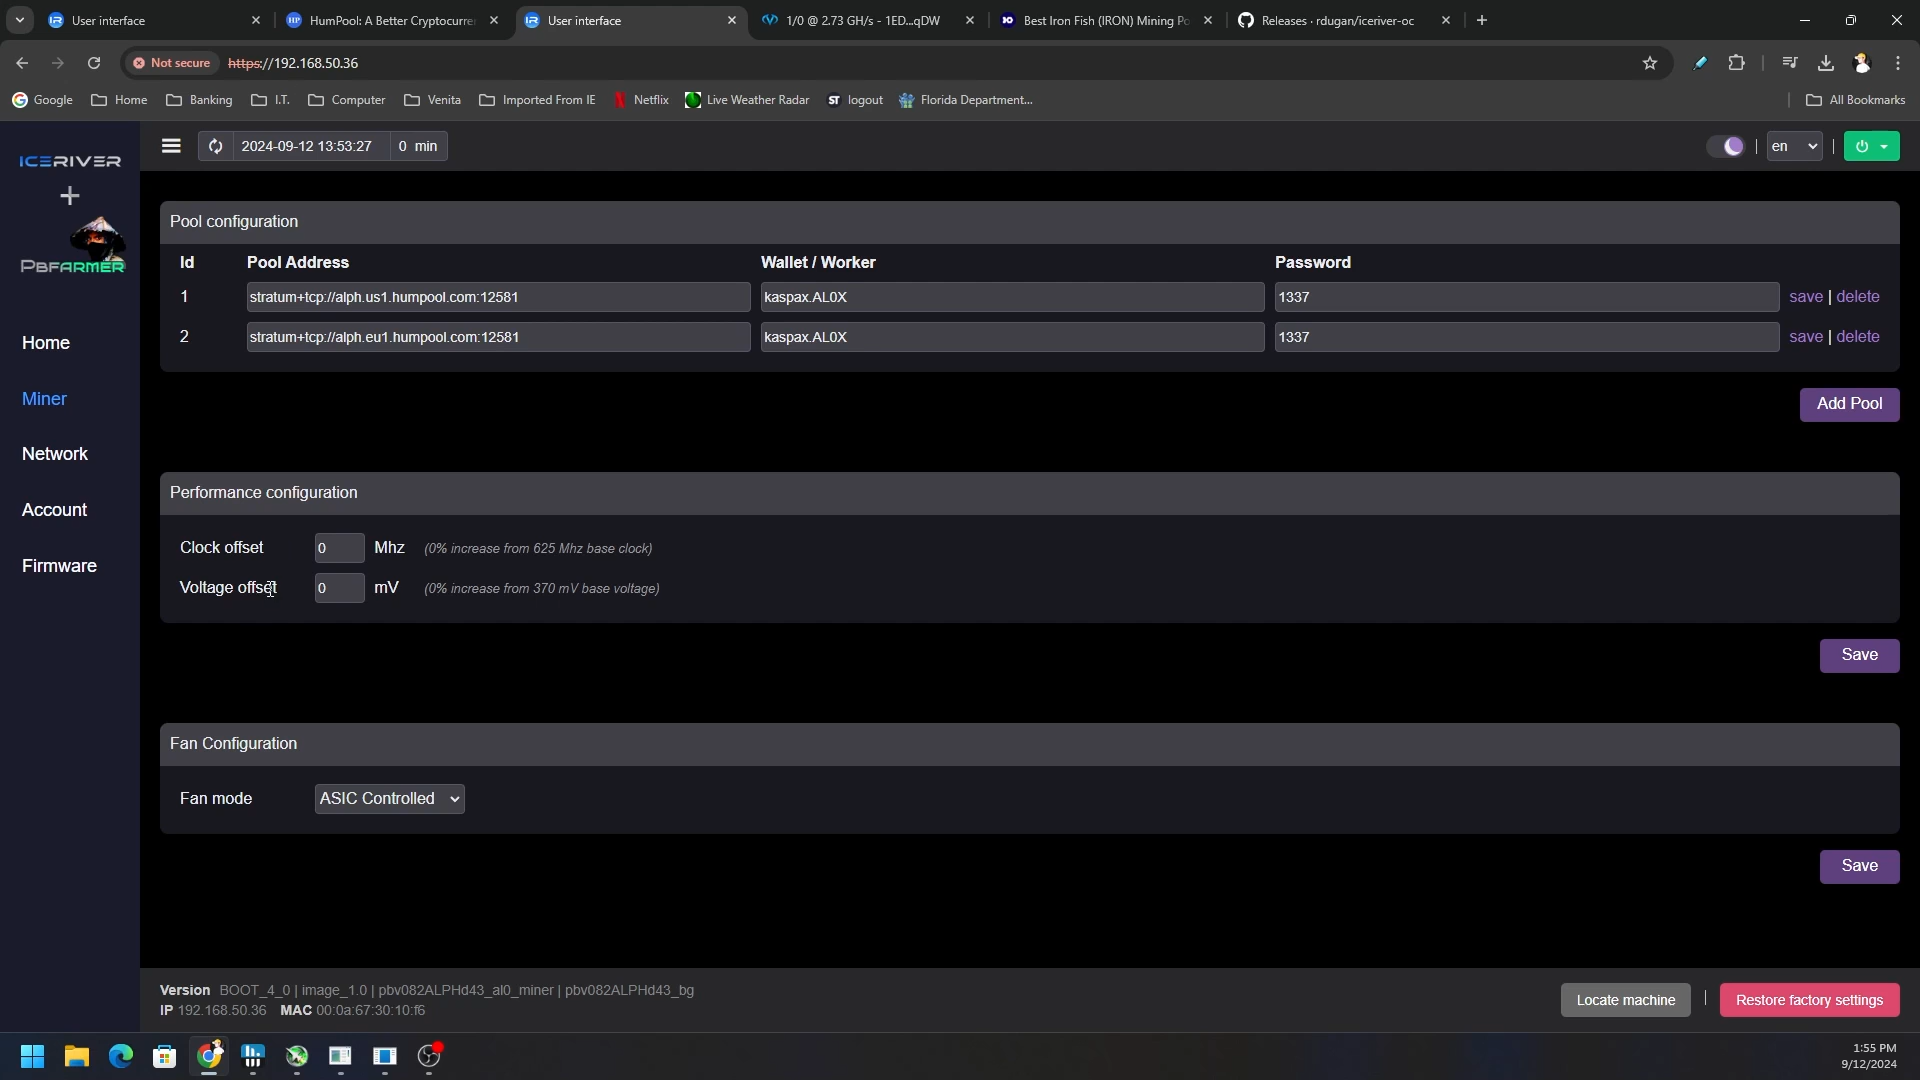 User interface
HumPool: A Better Cryptocurre
User interface
1/0 @ 2.73 GH/s - 1ED...qDW
Best Iron Fish (IRON) Mining Po
Releases · rdugan/iceriver-oc
Not secure
https://192.168.50.36
Google
Home
Banking
I.T.
Computer
Venita
Imported From IE
Netflix
Live Weather Radar
logout
Florida Department...
All Bookmarks
ICERIVER
+
PBFARMER
2024-09-12 13:53:27
0 min
en
Home
Miner
Network
Account
Firmware
Pool configuration
Id Pool Address Wallet / Worker Password
1 stratum+tcp://alph.us1.humpool.com:12581 kaspax.AL0X 1337 save | delete
2 stratum+tcp://alph.eu1.humpool.com:12581 kaspax.AL0X 1337 save | delete
Add Pool
Performance configuration
Clock offset 0 Mhz (0% increase from 625 Mhz base clock)
Voltage offset 0 mV (0% increase from 370 mV base voltage)
Save
Fan Configuration
Fan mode ASIC Controlled
Save
Version BOOT_4_0 | image_1.0 | pbv082ALPHd43_al0_miner | pbv082ALPHd43_bg
IP 192.168.50.36 MAC 00:0a:67:30:10:f6
Locate machine
Restore factory settings
1:55 PM
9/12/2024